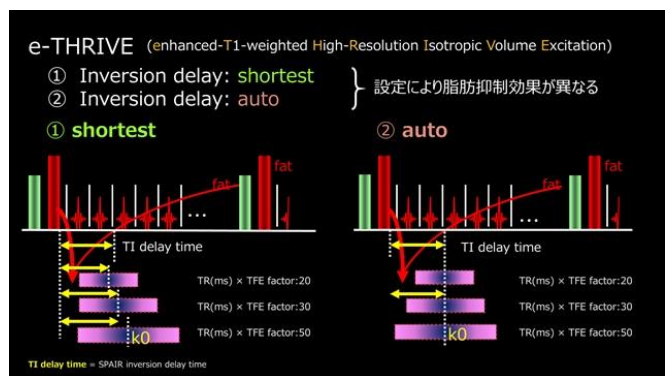 e-THRIVE (enhanced-T1-weighted High-Resolution Isotropic Volume Excitation)
① Inversion delay: shortest
② Inversion delay: auto
設定により脂肪抑制効果が異なる
① shortest
② auto
fat
fat
...
TI delay time
TR(ms) × TFE factor:20
TR(ms) × TFE factor:30
TR(ms) × TFE factor:50
k0
fat
fat
...
TI delay time
TR(ms) × TFE factor:20
TR(ms) × TFE factor:30
TR(ms) × TFE factor:50
k0
TI delay time = SPAIR inversion delay time